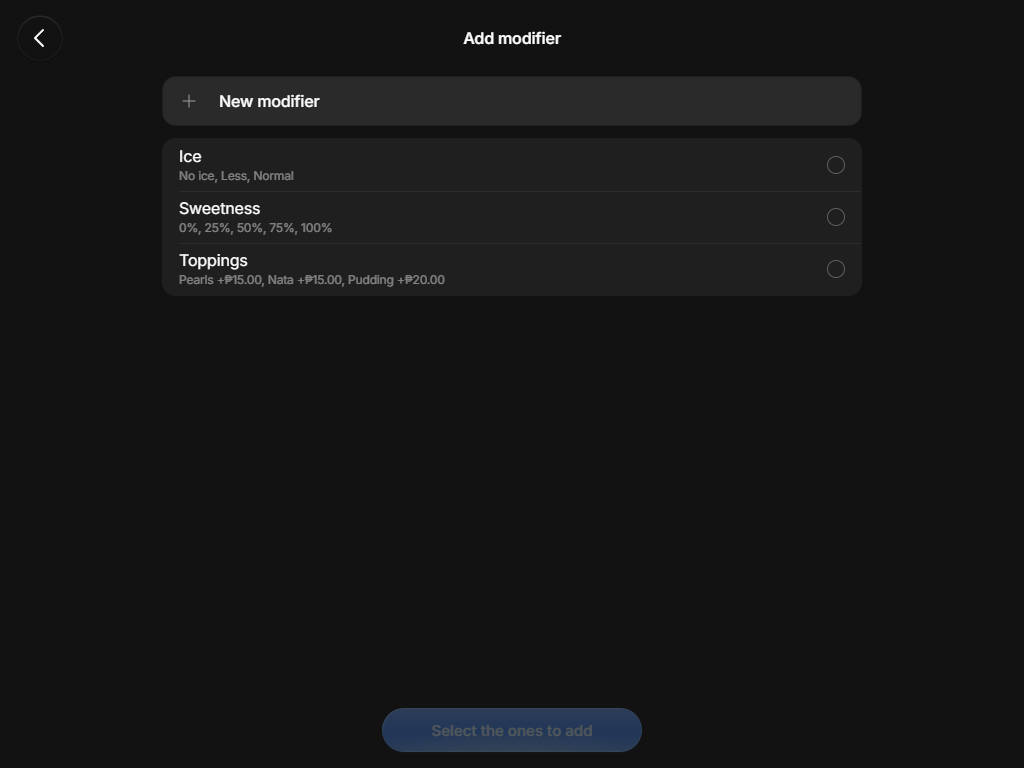 Add modifier
New modifier
Ice
No ice, Less, Normal
Sweetness
0%, 25%, 50%, 75%, 100%
Toppings
Pearls +₱15.00, Nata +₱15.00, Pudding +₱20.00
Select the ones to add